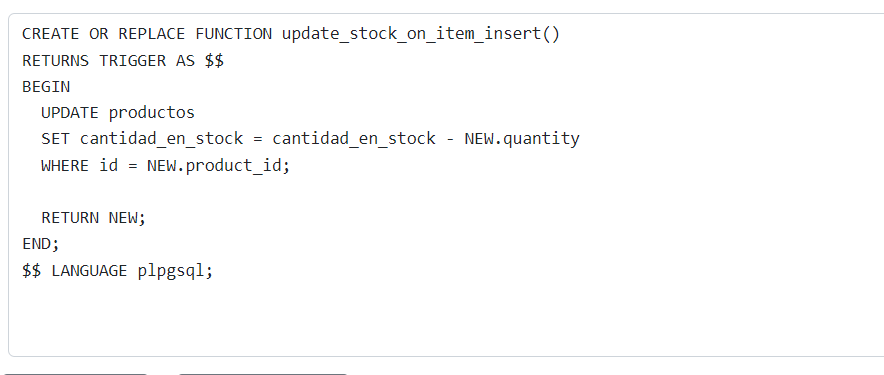 CREATE OR REPLACE FUNCTION update_stock_on_item_insert()
RETURNS TRIGGER AS $$
BEGIN
  UPDATE productos
  SET cantidad_en_stock = cantidad_en_stock - NEW.quantity
  WHERE id = NEW.product_id;

  RETURN NEW;
END;
$$ LANGUAGE plpgsql;